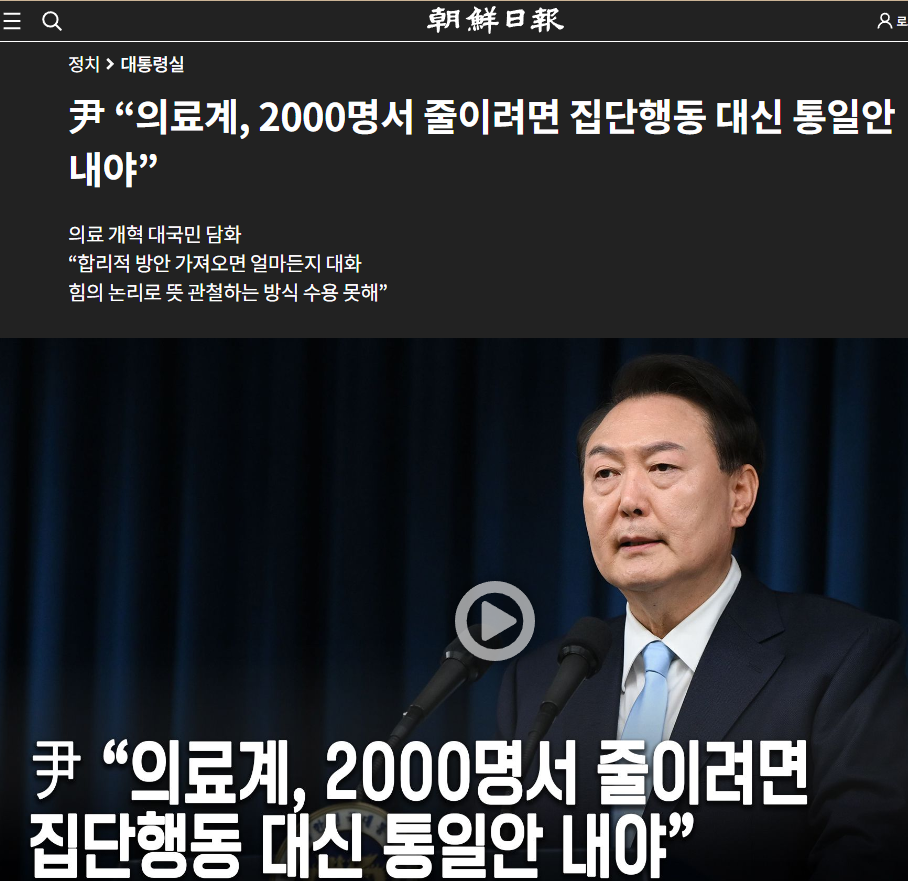 朝鮮日報
로
정치 > 대통령실
尹 “의료계, 2000명서 줄이려면 집단행동 대신 통일안
내야”
의료 개혁 대국민 담화
“합리적 방안 가져오면 얼마든지 대화
힘의 논리로 뜻 관철하는 방식 수용 못해”
尹 “의료계, 2000명서 줄이려면
집단행동 대신 통일안 내야”